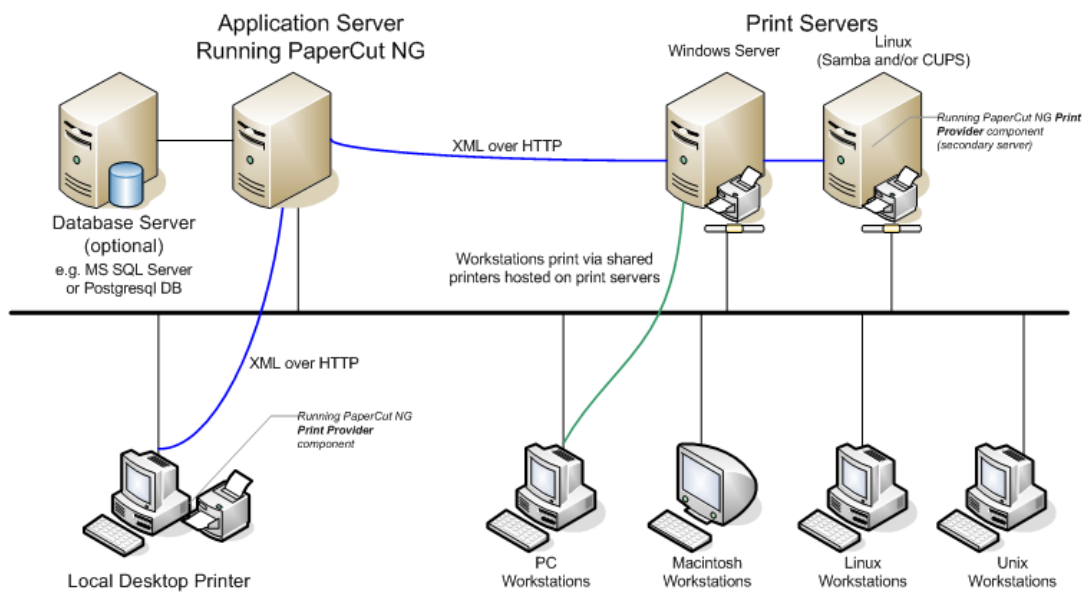 Application Server
Running PaperCut NG
Print Servers
Windows Server
Linux
(Samba and/or CUPS)
Running PaperCut NG Print
Provider component
(secondary server)
XML over HTTP
Database Server
(optional)
e.g. MS SQL Server
or Postgresql DB
Workstations print via shared
printers hosted on print servers
XML over HTTP
Running PaperCut NG
Print Provider
component
Local Desktop Printer
PC
Workstations
Macintosh
Workstations
Linux
Workstations
Unix
Workstations